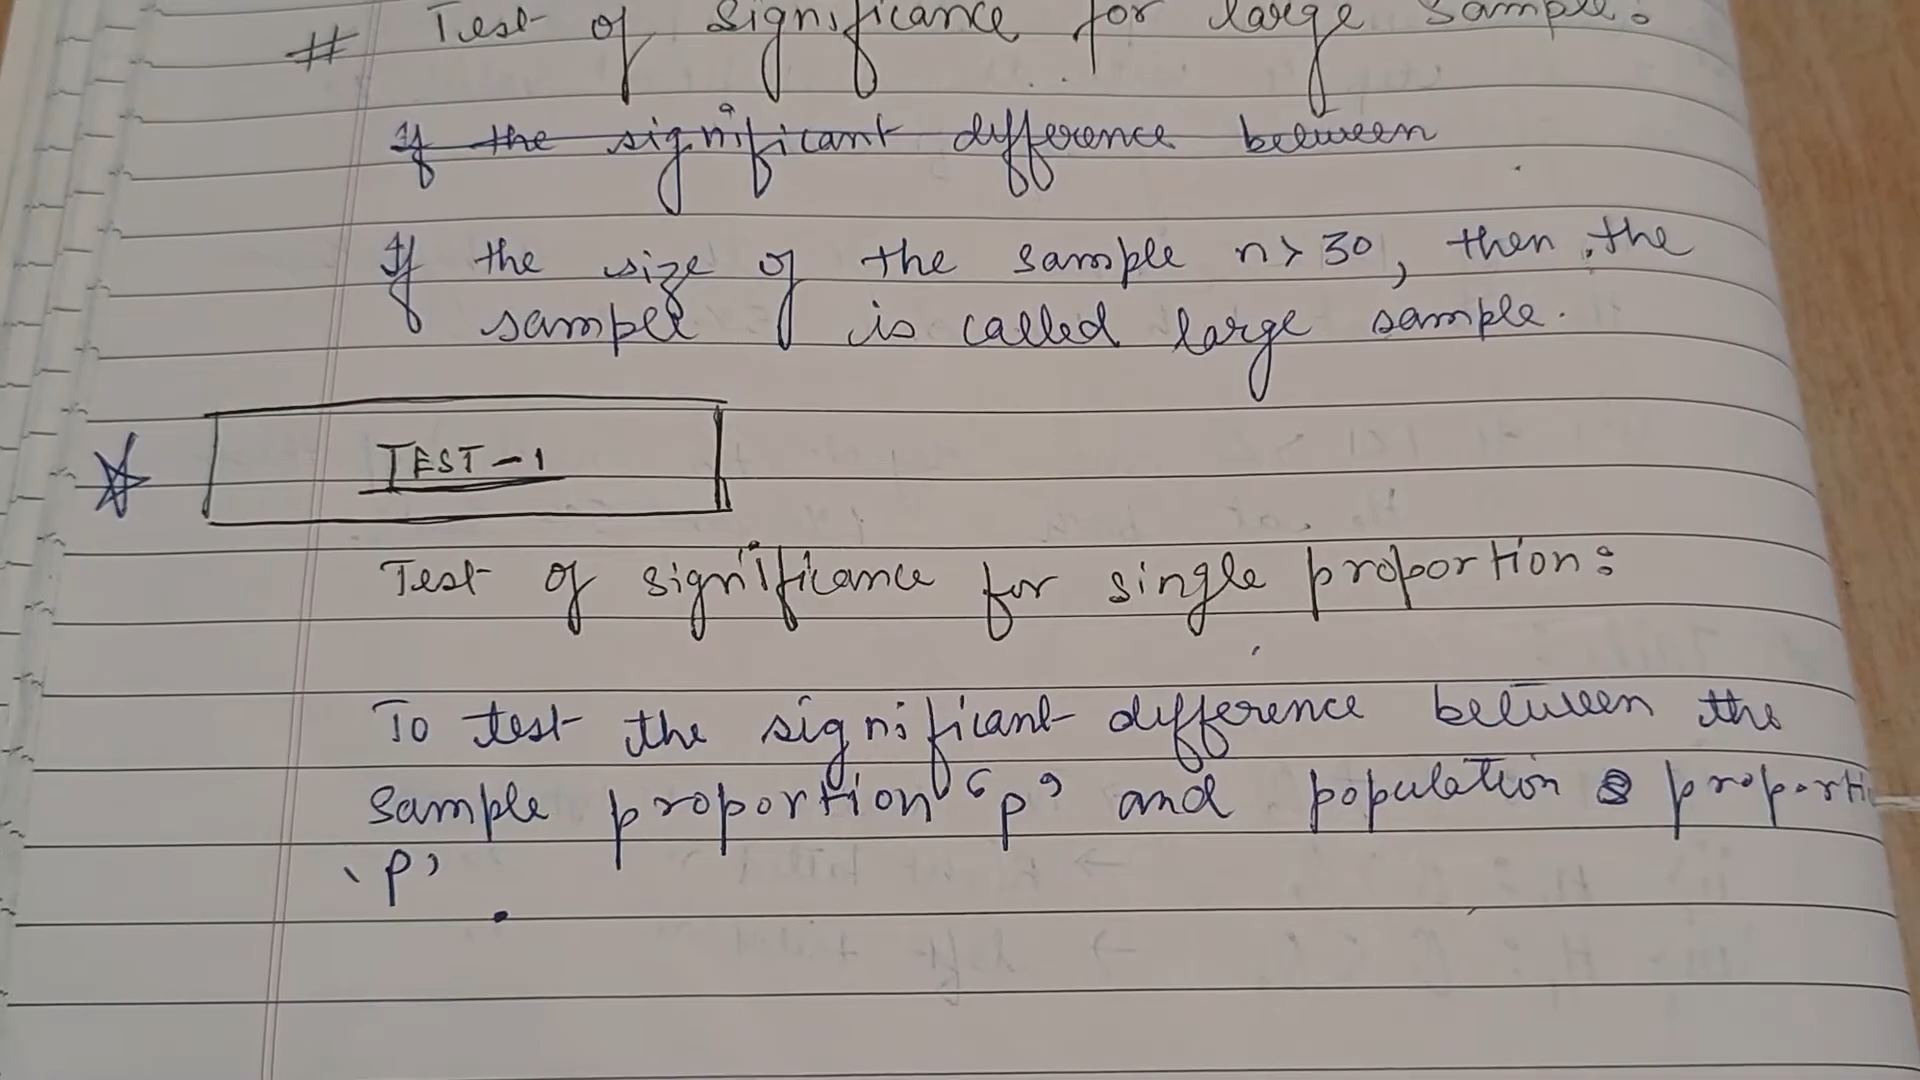 # Test of significance for large sample:
If the significant difference between
If the size of the sample n > 30, then the
sampel is called large sample.
TEST-1
Test of significance for single proportion:
To test the significant difference between the
sample proportion 'p' and population proporti
'P'